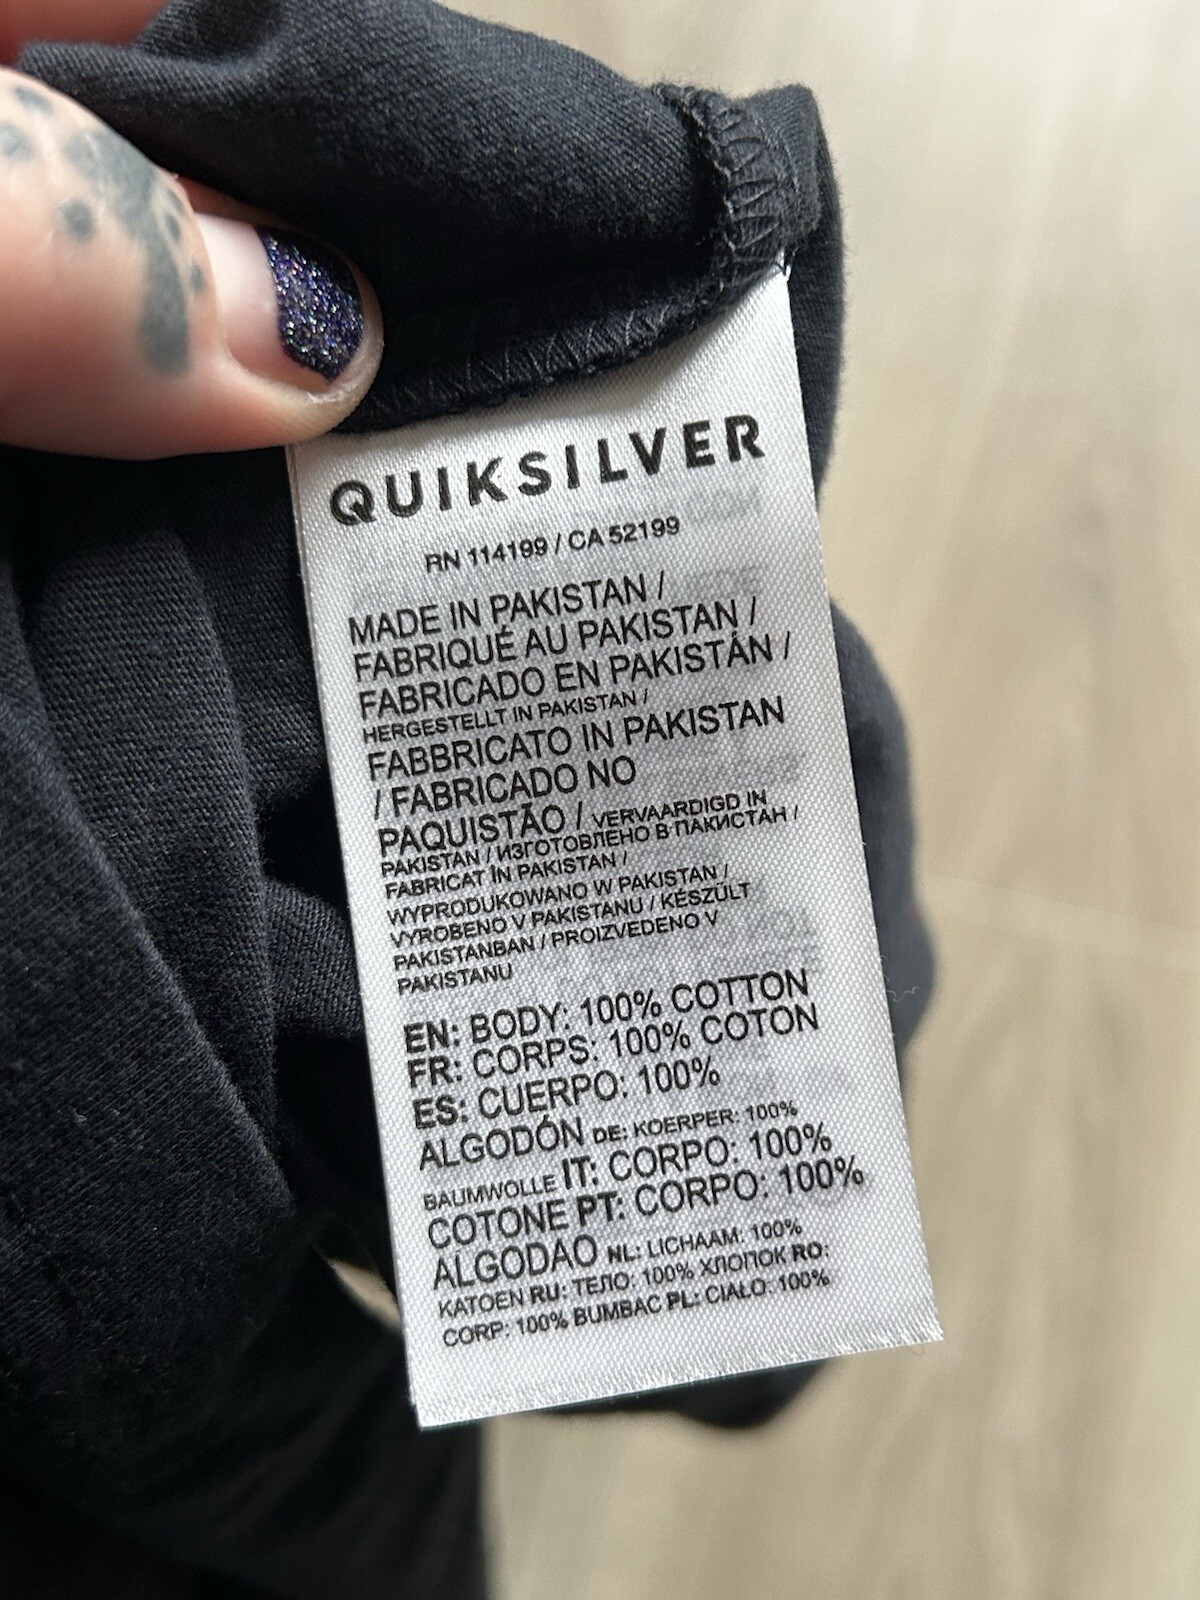 QUIKSILVER
RN 114199 / CA 52199
MADE IN PAKISTAN /
FABRIQUÉ AU PAKISTAN /
FABRICADO EN PAKISTÁN /
HERGESTELLT IN PAKISTAN /
FABBRICATO IN PAKISTAN
/ FABRICADO NO
PAQUISTÃO / VERVAARDIGD IN
PAKISTAN / ИЗГОТОВЛЕНО В ПАКИСТАН /
FABRICAT ÎN PAKISTAN /
WYPRODUKOWANO W PAKISTAN /
VYROBENO V PAKISTANU / KÉSZÜLT
PAKISTANBAN / PROIZVEDENO V
PAKISTANU
EN: BODY: 100% COTTON
FR: CORPS: 100% COTON
ES: CUERPO: 100%
ALGODÓN DE: KOERPER: 100%
BAUMWOLLE IT: CORPO: 100%
COTONE PT: CORPO: 100%
ALGODAO NL: LICHAAM: 100%
KATOEN RU: ТЕЛО: 100% ХЛОПОК RO:
CORP: 100% BUMBAC PL: CIAŁO: 100%